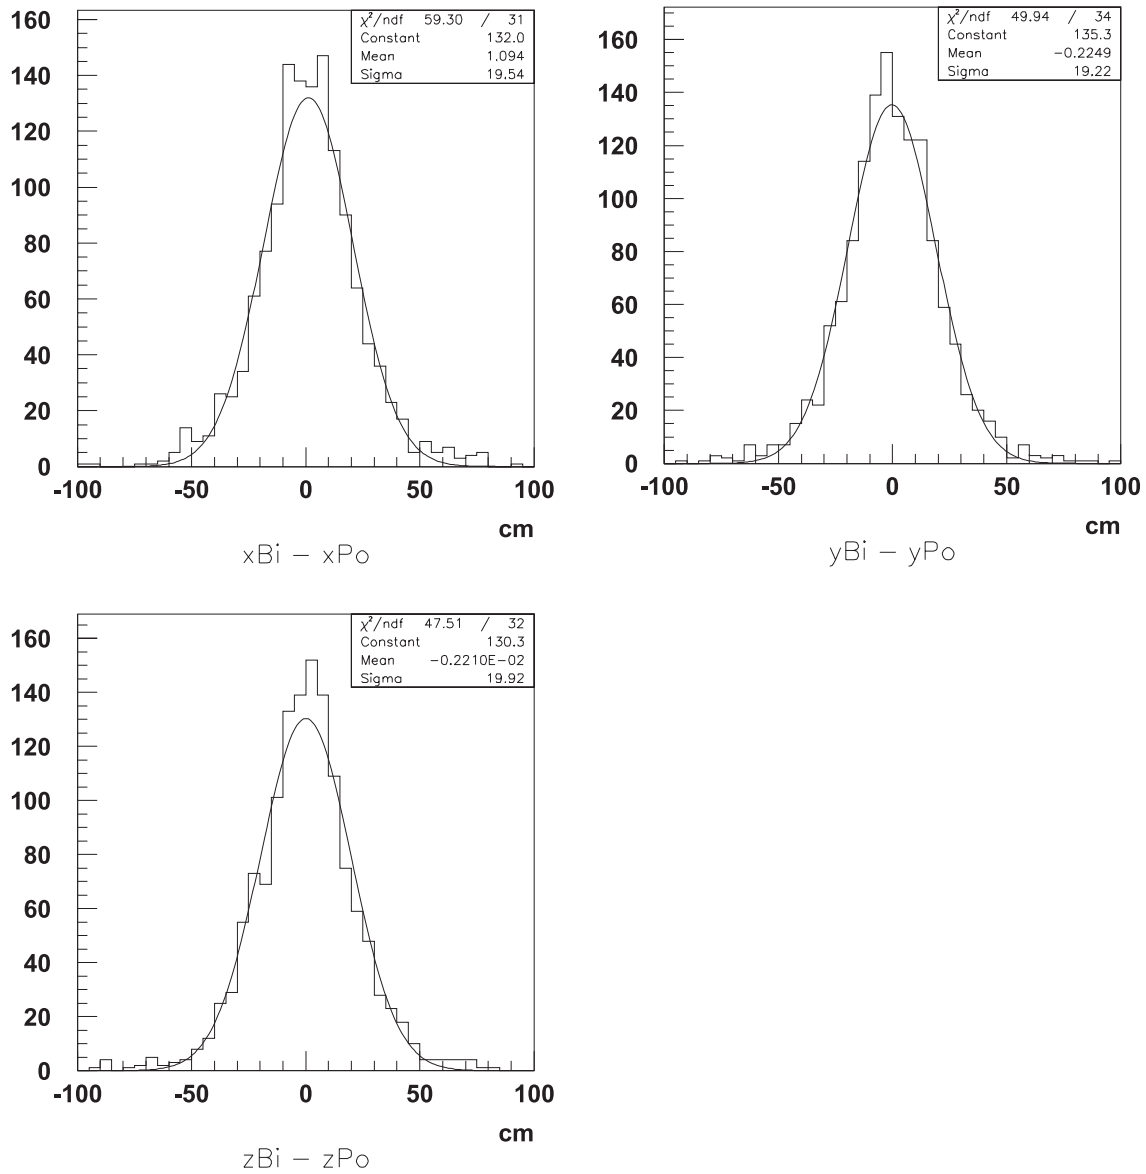 χ²/ndf 59.30 / 31
Constant 132.0
Mean 1.094
Sigma 19.54
160
140
120
100
80
60
40
20
0
-100 -50 0 50 100
cm
xBi - xPo
χ²/ndf 49.94 / 34
Constant 135.3
Mean -0.2249
Sigma 19.22
160
140
120
100
80
60
40
20
0
-100 -50 0 50 100
cm
yBi - yPo
χ²/ndf 47.51 / 32
Constant 130.3
Mean -0.2210E-02
Sigma 19.92
160
140
120
100
80
60
40
20
0
-100 -50 0 50 100
cm
zBi - zPo